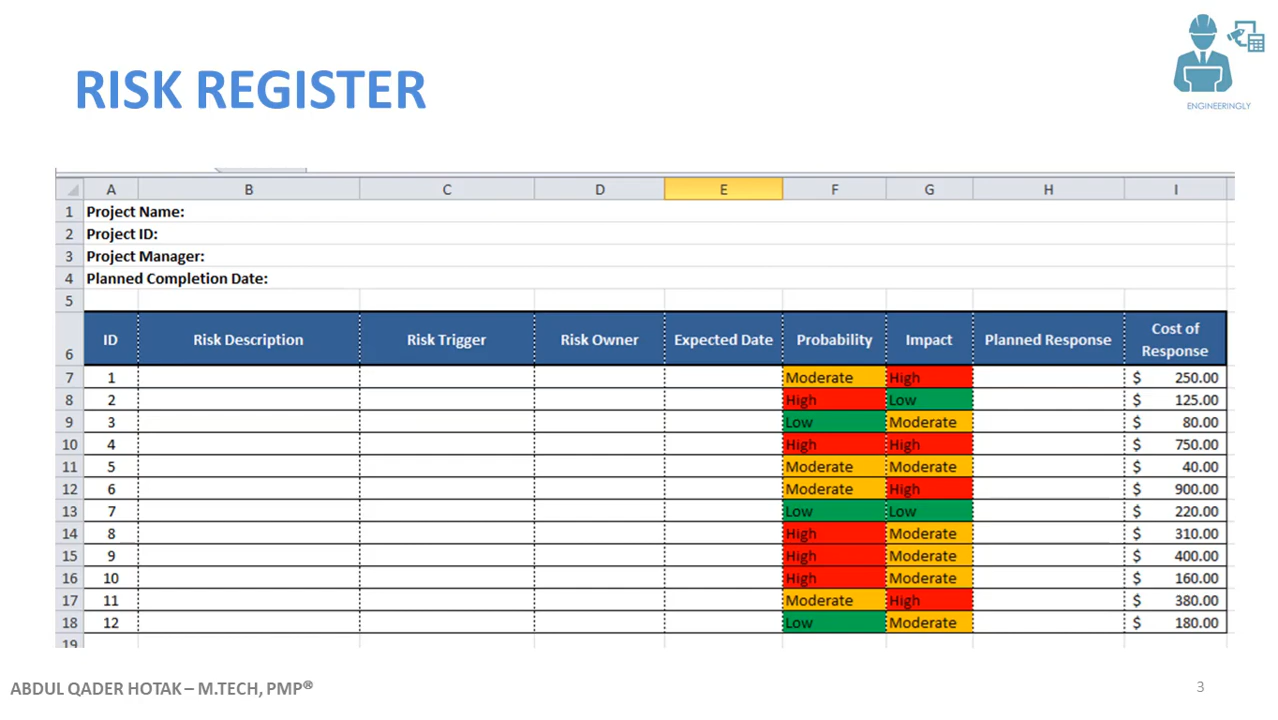 ENGINEERINGLY
RISK REGISTER
A B C D E F G H I
1 Project Name:
2 Project ID:
3 Project Manager:
4 Planned Completion Date:
5
6 ID Risk Description Risk Trigger Risk Owner Expected Date Probability Impact Planned Response Cost of Response
7 1 Moderate High $ 250.00
8 2 High Low $ 125.00
9 3 Low Moderate $ 80.00
10 4 High High $ 750.00
11 5 Moderate Moderate $ 40.00
12 6 Moderate High $ 900.00
13 7 Low Low $ 220.00
14 8 High Moderate $ 310.00
15 9 High Moderate $ 400.00
16 10 High Moderate $ 160.00
17 11 Moderate High $ 380.00
18 12 Low Moderate $ 180.00
19
ABDUL QADER HOTAK – M.TECH, PMP®
3